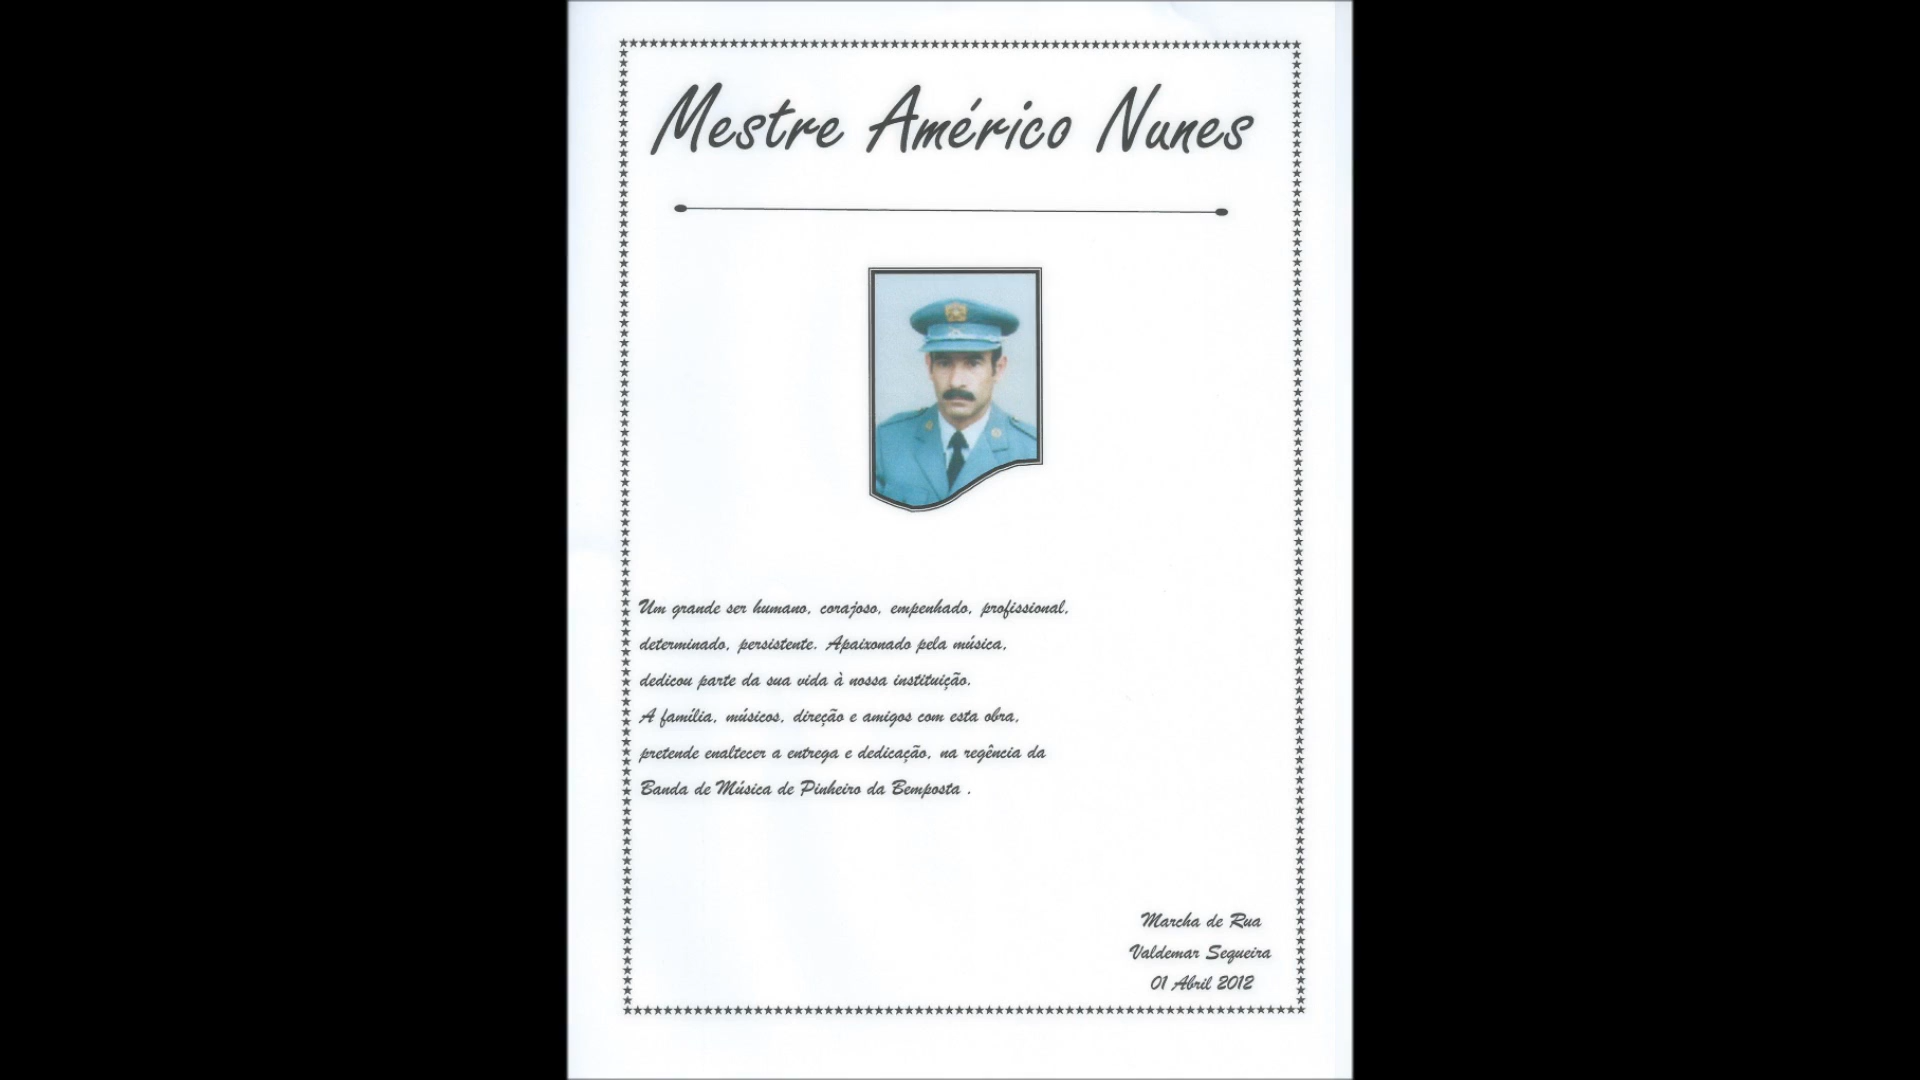 Mestre Américo Nunes
Um grande ser humano, corajoso, empenhado, profissional,
determinado, persistente. Apaixonado pela música,
dedicou parte da sua vida à nossa instituição.
A família, músicos, direção e amigos com esta obra,
pretende enaltecer a entrega e dedicação, na regência da
Banda de Música de Pinheiro da Bemposta .
Marcha de Rua
Valdemar Sequeira
01 Abril 2012